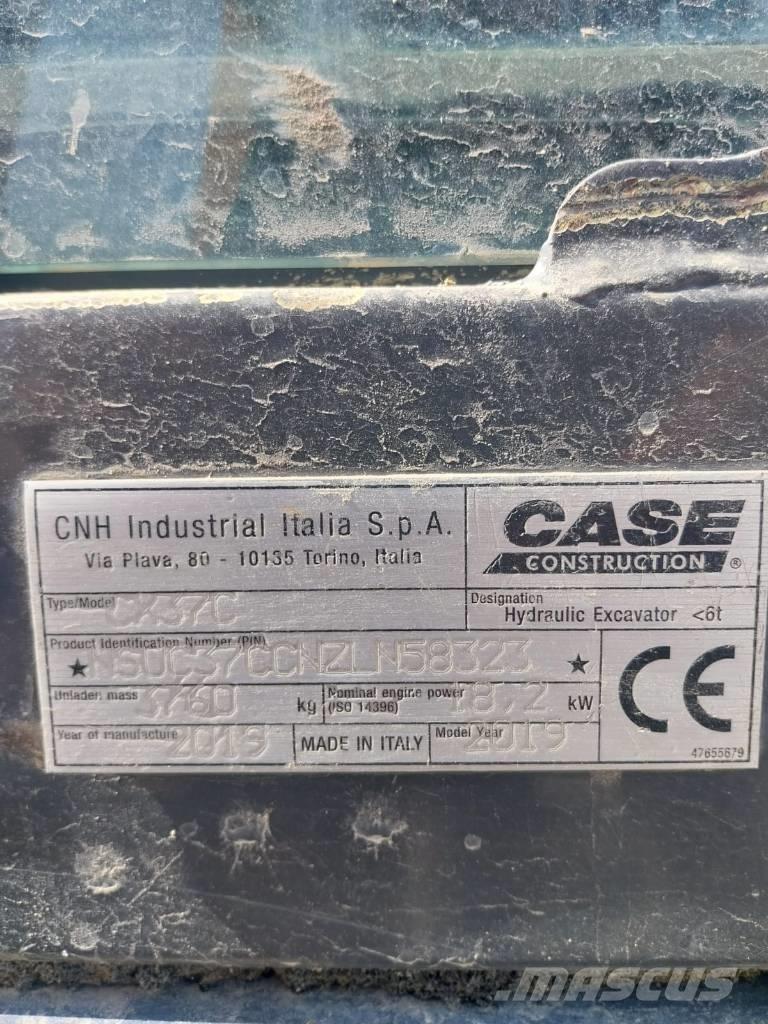 CNH Industrial Italia S.p.A.
Via Plava, 80 - 10135 Torino, Italia
CASE
CONSTRUCTION ®
Type/Model CX37C
Designation
Hydraulic Excavator <6t
Product Identification Number (PIN)
★ NS0C37CCNZLN58323 ★
Unladen mass kg
Nominal engine power
(ISO 14396) 18,2 kW
CE
Year of manufacture 2019
MADE IN ITALY
Model Year 2019
47655679
MASCUS